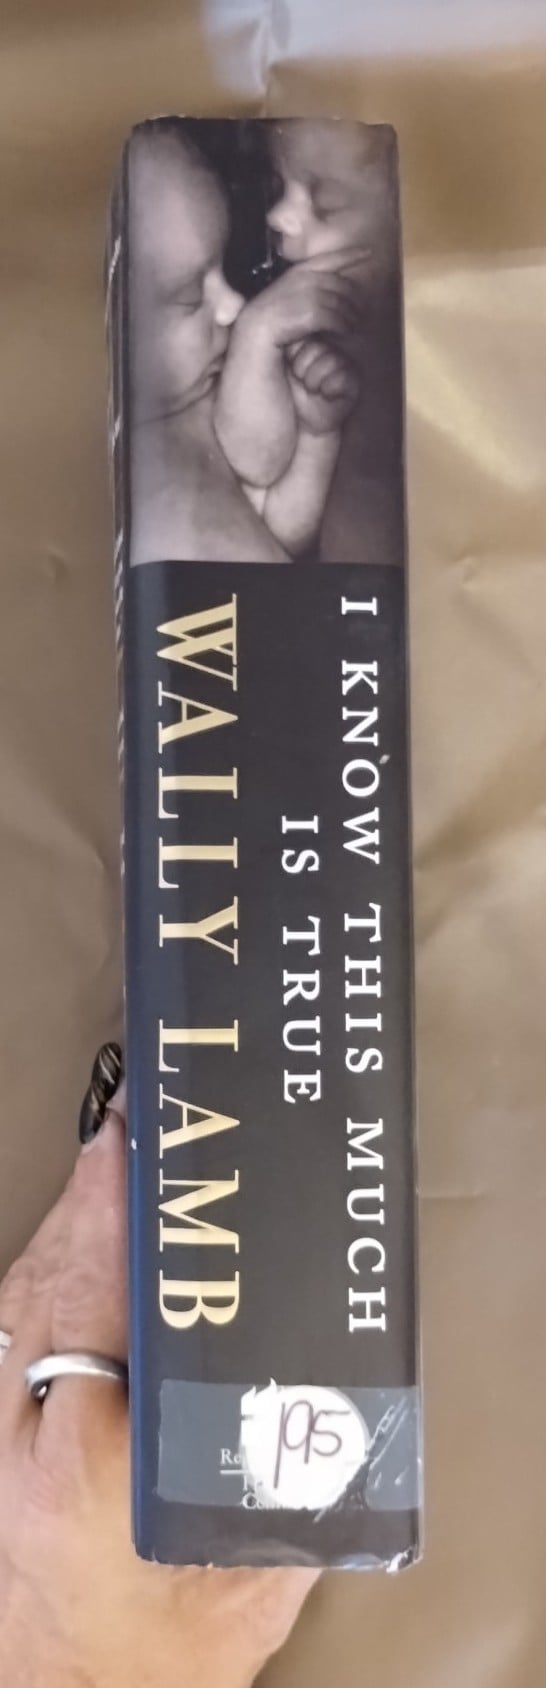 I KNOW THIS MUCH
IS TRUE
WALLY LAMB
195